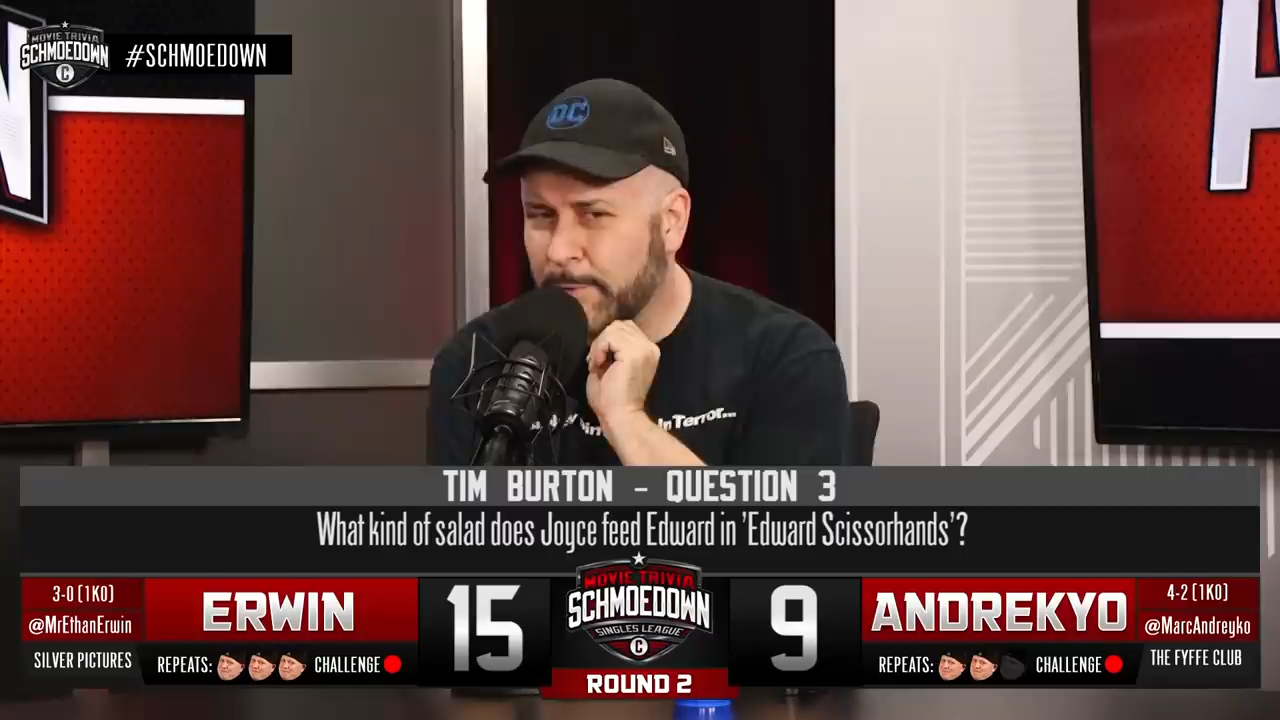 MOVIE TRIVIA
SCHMOEDOWN
C
#SCHMOEDOWN
DC
In Terror...
TIM BURTON - QUESTION 3
What kind of salad does Joyce feed Edward in 'Edward Scissorhands'?
3-0 (1KO)
@MrEthanErwin
SILVER PICTURES
ERWIN
REPEATS:
CHALLENGE
15
MOVIE TRIVIA
SCHMOEDOWN
SINGLES LEAGUE
C
ROUND 2
9
ANDREKYO
REPEATS:
CHALLENGE
4-2 (1KO)
@MarcAndreyko
THE FYFFE CLUB